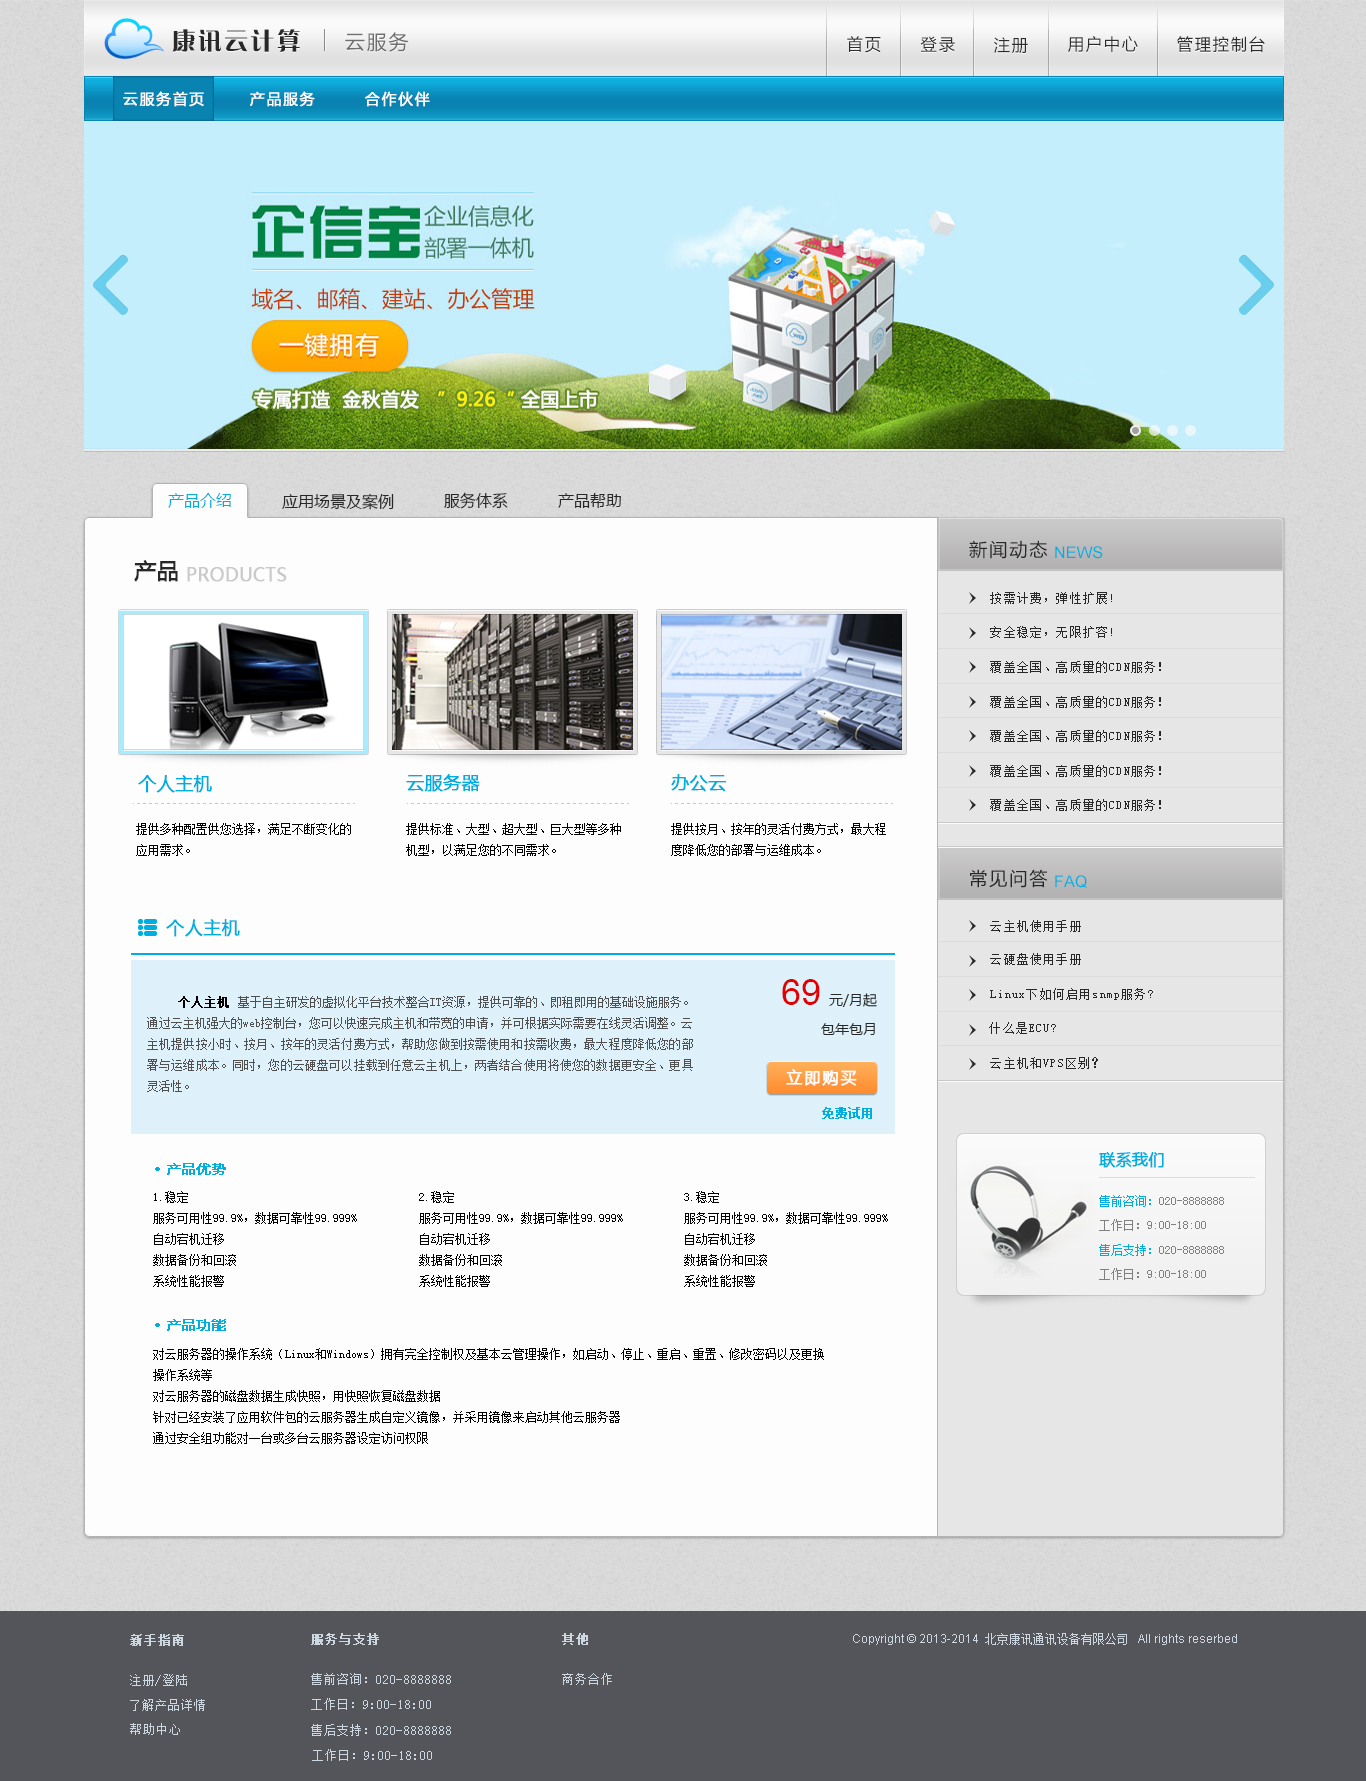 康讯云计算 云服务
首页 登录 注册 用户中心 管理控制台
云服务首页 产品服务 合作伙伴
企信宝 企业信息化
部署一体机
域名、邮箱、建站、办公管理
一键拥有
专属打造 金秋首发 " 9.26 " 全国上市
产品介绍 应用场景及案例 服务体系 产品帮助
产品 PRODUCTS
个人主机
提供多种配置供您选择，满足不断变化的
应用需求。
云服务器
提供标准、大型、超大型、巨大型等多种
机型，以满足您的不同需求。
办公云
提供按月、按年的灵活付费方式，最大程
度降低您的部署与运维成本。
个人主机
个人主机 基于自主研发的虚拟化平台技术整合IT资源，提供可靠的、即租即用的基础设施服务。
通过云主机强大的web控制台，您可以快速完成主机和带宽的申请，并可根据实际需要在线灵活调整。云
主机提供按小时、按月、按年的灵活付费方式，帮助您做到按需使用和按需收费，最大程度降低您的部
署与运维成本。同时，您的云硬盘可以挂载到任意云主机上，两者结合使用将使您的数据更安全、更具
灵活性。
69 元/月起
包年包月
立即购买
免费试用
• 产品优势
1.稳定
服务可用性99.9%，数据可靠性99.999%
自动宕机迁移
数据备份和回滚
系统性能报警
2.稳定
服务可用性99.9%，数据可靠性99.999%
自动宕机迁移
数据备份和回滚
系统性能报警
3.稳定
服务可用性99.9%，数据可靠性99.999%
自动宕机迁移
数据备份和回滚
系统性能报警
• 产品功能
对云服务器的操作系统（Linux和Windows）拥有完全控制权及基本云管理操作，如启动、停止、重启、重置、修改密码以及更换
操作系统等
对云服务器的磁盘数据生成快照，用快照恢复磁盘数据
针对已经安装了应用软件包的云服务器生成自定义镜像，并采用镜像来启动其他云服务器
通过安全组功能对一台或多台云服务器设定访问权限
新闻动态 NEWS
按需计费，弹性扩展!
安全稳定，无限扩容!
覆盖全国、高质量的CDN服务!
覆盖全国、高质量的CDN服务!
覆盖全国、高质量的CDN服务!
覆盖全国、高质量的CDN服务!
覆盖全国、高质量的CDN服务!
常见问答 FAQ
云主机使用手册
云硬盘使用手册
Linux下如何启用snmp服务?
什么是ECU?
云主机和VPS区别?
联系我们
售前咨询: 020-8888888
工作日: 9:00-18:00
售后支持: 020-8888888
工作日: 9:00-18:00
新手指南
注册/登陆
了解产品详情
帮助中心
服务与支持
售前咨询: 020-8888888
工作日: 9:00-18:00
售后支持: 020-8888888
工作日: 9:00-18:00
其他
商务合作
Copyright © 2013-2014 北京康讯通讯设备有限公司 All rights reserbed